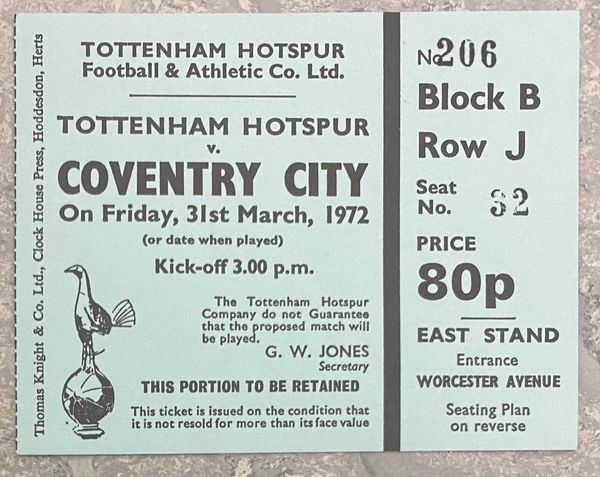 Thomas Knight & Co. Ltd., Clock House Press, Hoddesdon, Herts
TOTTENHAM HOTSPUR
Football & Athletic Co. Ltd.
TOTTENHAM HOTSPUR
v.
COVENTRY CITY
On Friday, 31st March, 1972
(or date when played)
Kick-off 3.00 p.m.
The Tottenham Hotspur
Company do not Guarantee
that the proposed match will
be played.
G. W. JONES
Secretary
THIS PORTION TO BE RETAINED
This ticket is issued on the condition that
it is not resold for more than its face value
No 206
Block B
Row J
Seat
No. 32
PRICE
80p
EAST STAND
Entrance
WORCESTER AVENUE
Seating Plan
on reverse